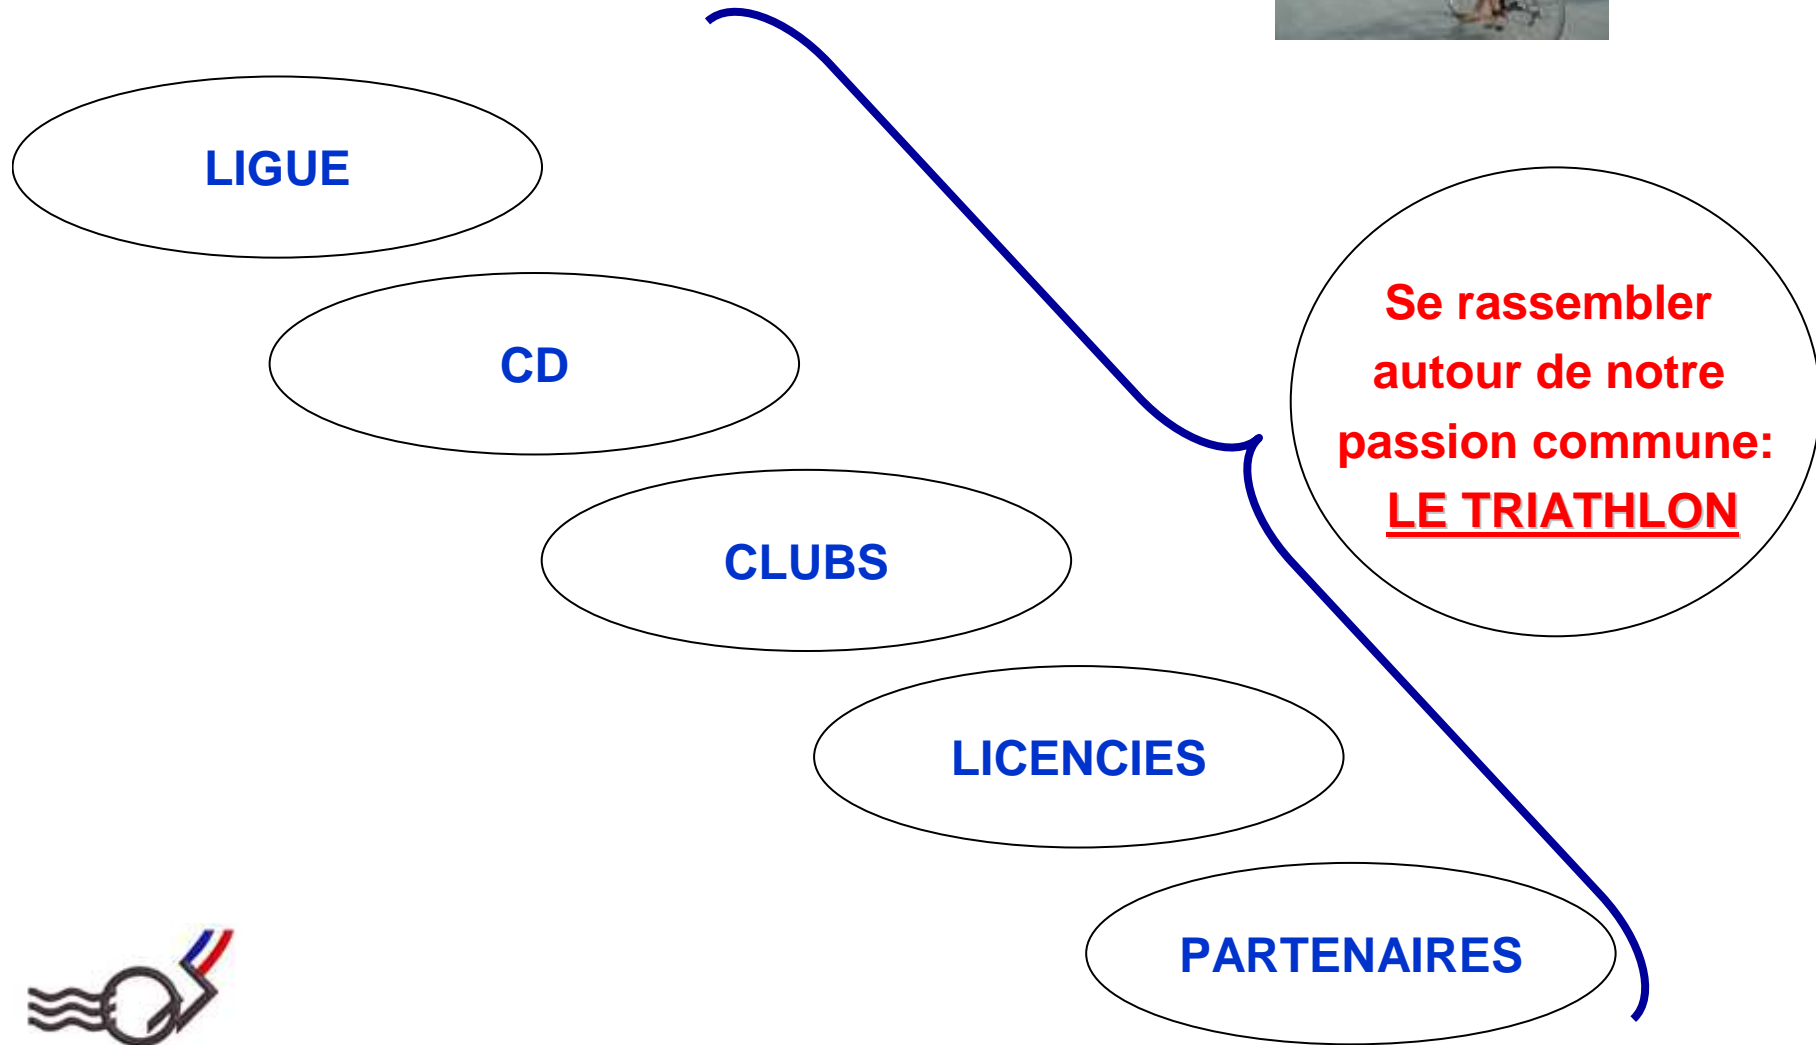 LIGUE
CD
CLUBS
LICENCIES
PARTENAIRES
Se rassembler
autour de notre
passion commune:
LE TRIATHLON